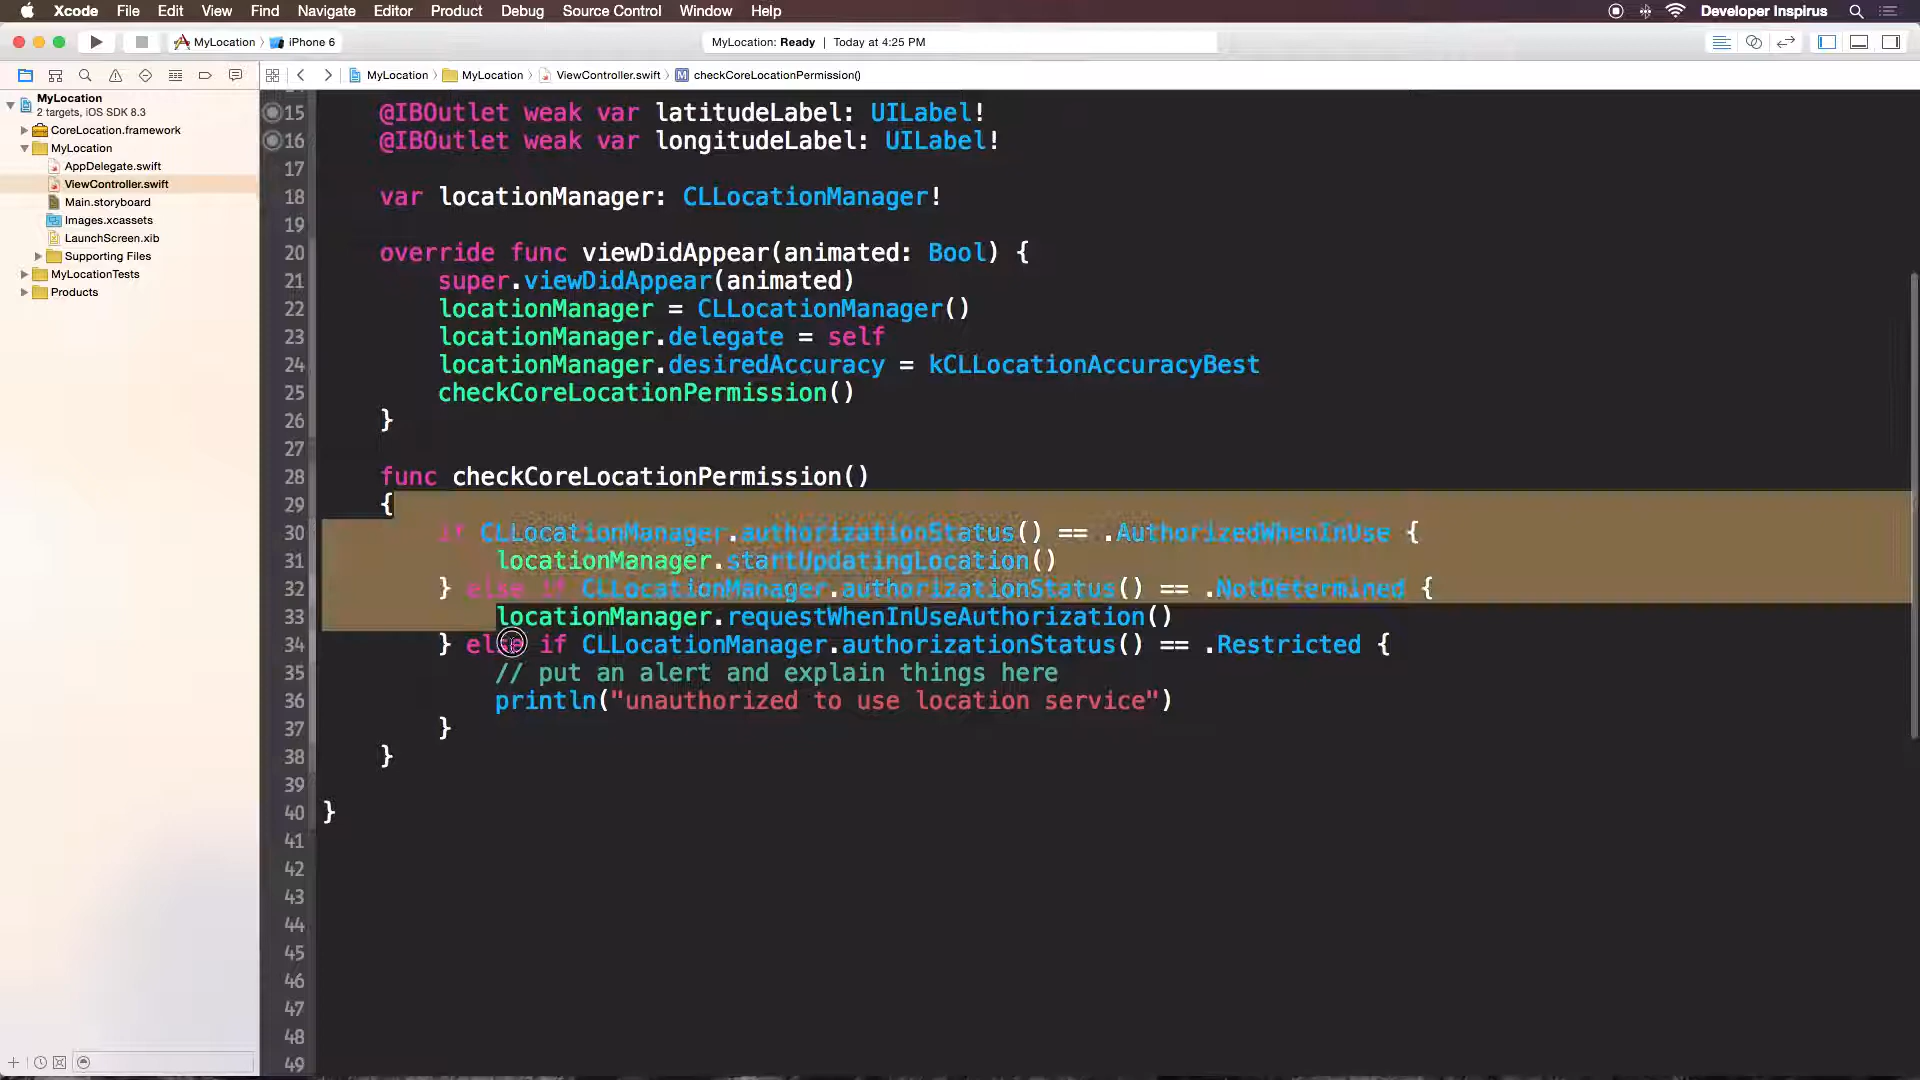 Xcode File Edit View Find Navigate Editor Product Debug Source Control Window Help Developer Inspirus
MyLocation iPhone 6 MyLocation: Ready | Today at 4:25 PM
MyLocation MyLocation ViewController.swift M checkCoreLocationPermission()
MyLocation
2 targets, iOS SDK 8.3
CoreLocation.framework
MyLocation
AppDelegate.swift
ViewController.swift
Main.storyboard
Images.xcassets
LaunchScreen.xib
Supporting Files
MyLocationTests
Products
15 @IBOutlet weak var latitudeLabel: UILabel!
16 @IBOutlet weak var longitudeLabel: UILabel!
17
18 var locationManager: CLLocationManager!
19
20 override func viewDidAppear(animated: Bool) {
21 super.viewDidAppear(animated)
22 locationManager = CLLocationManager()
23 locationManager.delegate = self
24 locationManager.desiredAccuracy = kCLLocationAccuracyBest
25 checkCoreLocationPermission()
26 }
27
28 func checkCoreLocationPermission()
29 {
30 if CLLocationManager.authorizationStatus() == .AuthorizedWhenInUse {
31 locationManager.startUpdatingLocation()
32 } else if CLLocationManager.authorizationStatus() == .NotDetermined {
33 locationManager.requestWhenInUseAuthorization()
34 } else if CLLocationManager.authorizationStatus() == .Restricted {
35 // put an alert and explain things here
36 println("unauthorized to use location service")
37 }
38 }
39
40 }
41
42
43
44
45
46
47
48
49